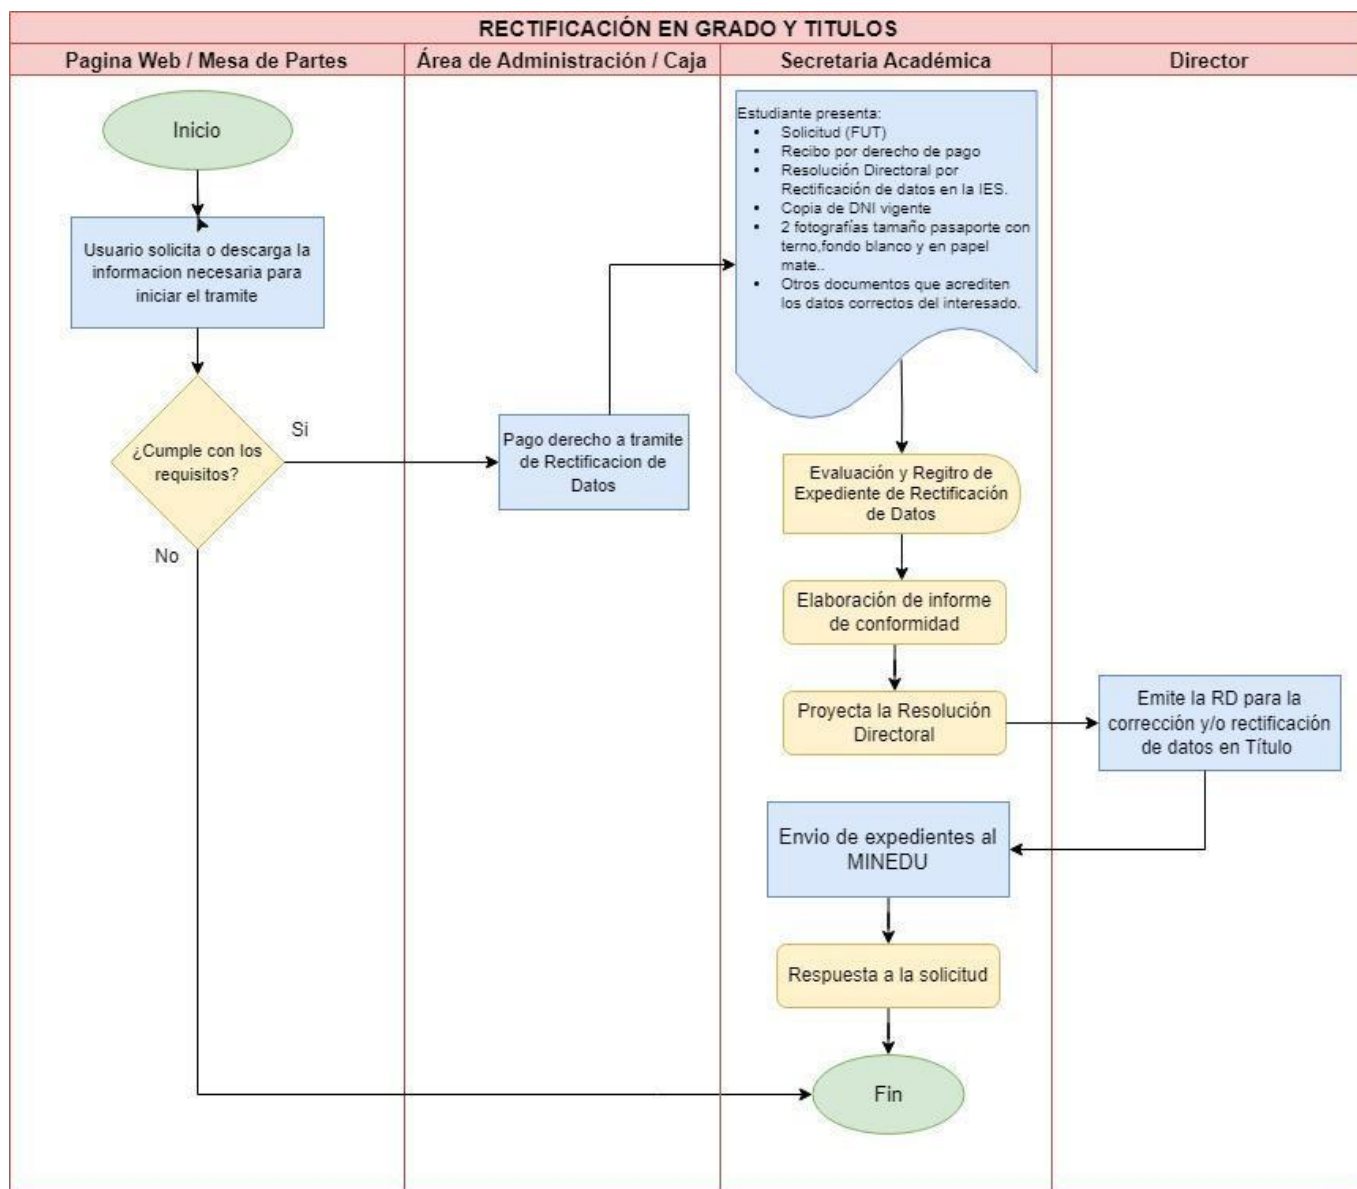 RECTIFICACIÓN EN GRADO Y TITULOS
Pagina Web / Mesa de Partes
Área de Administración / Caja
Secretaria Académica
Director
Inicio
Usuario solicita o descarga la
informacion necesaria para
iniciar el tramite
¿Cumple con los
requisitos?
Si
No
Pago derecho a tramite
de Rectificacion de
Datos
Estudiante presenta:
• Solicitud (FUT)
• Recibo por derecho de pago
• Resolución Directoral por
Rectificación de datos en la IES.
• Copia de DNI vigente
• 2 fotografías tamaño pasaporte con
terno,fondo blanco y en papel
mate..
• Otros documentos que acrediten
los datos correctos del interesado.
Evaluación y Regitro de
Expediente de Rectificación
de Datos
Elaboración de informe
de conformidad
Proyecta la Resolución
Directoral
Emite la RD para la
corrección y/o rectificación
de datos en Título
Envio de expedientes al
MINEDU
Respuesta a la solicitud
Fin